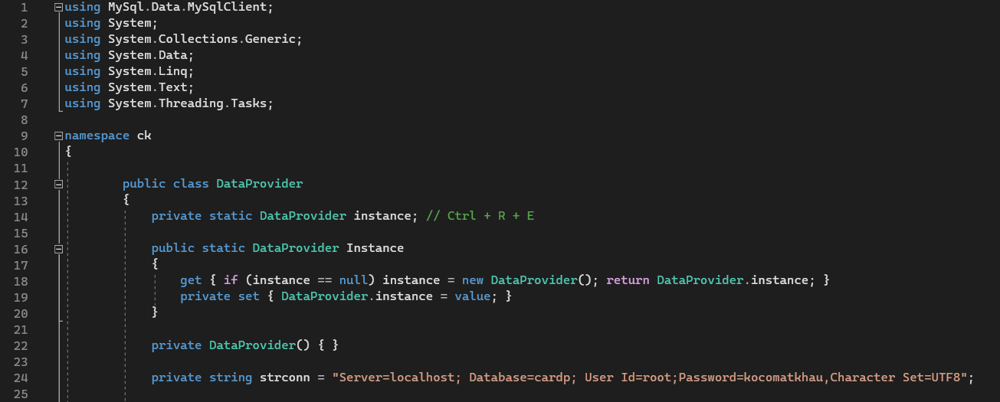 1 using MySql.Data.MySqlClient;
2 using System;
3 using System.Collections.Generic;
4 using System.Data;
5 using System.Linq;
6 using System.Text;
7 using System.Threading.Tasks;
8
9 namespace ck
10 {
11
12 public class DataProvider
13 {
14 private static DataProvider instance; // Ctrl + R + E
15
16 public static DataProvider Instance
17 {
18 get { if (instance == null) instance = new DataProvider(); return DataProvider.instance; }
19 private set { DataProvider.instance = value; }
20 }
21
22 private DataProvider() { }
23
24 private string strconn = "Server=localhost; Database=cardp; User Id=root;Password=kocomatkhau,Character Set=UTF8";
25